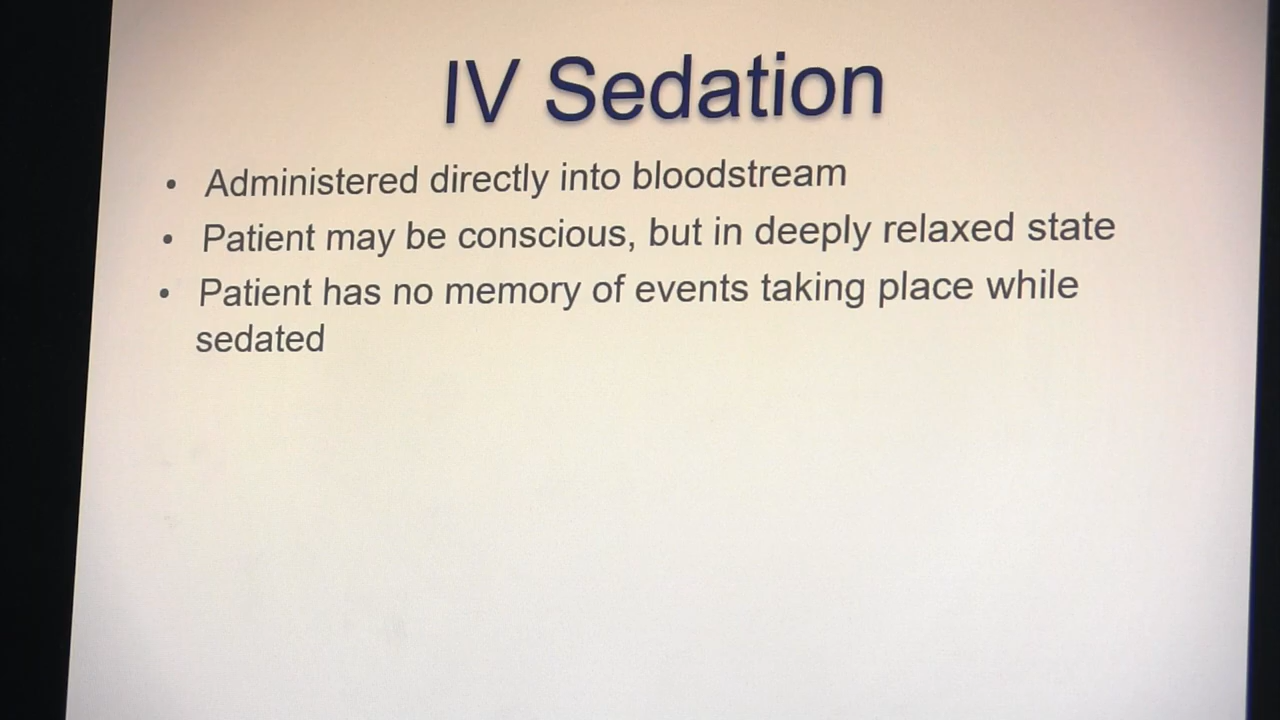 IV Sedation
• Administered directly into bloodstream
• Patient may be conscious, but in deeply relaxed state
• Patient has no memory of events taking place while
sedated